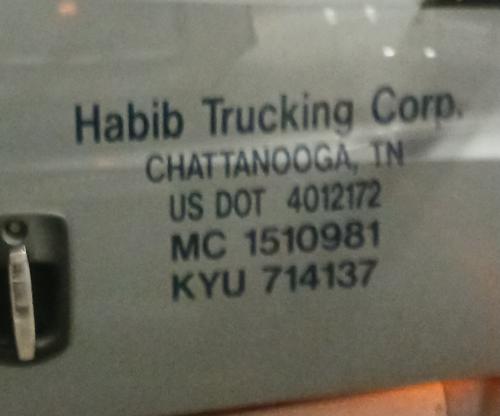 Habib Trucking Corp.
CHATTANOOGA, TN
US DOT 4012172
MC 1510981
KYU 714137